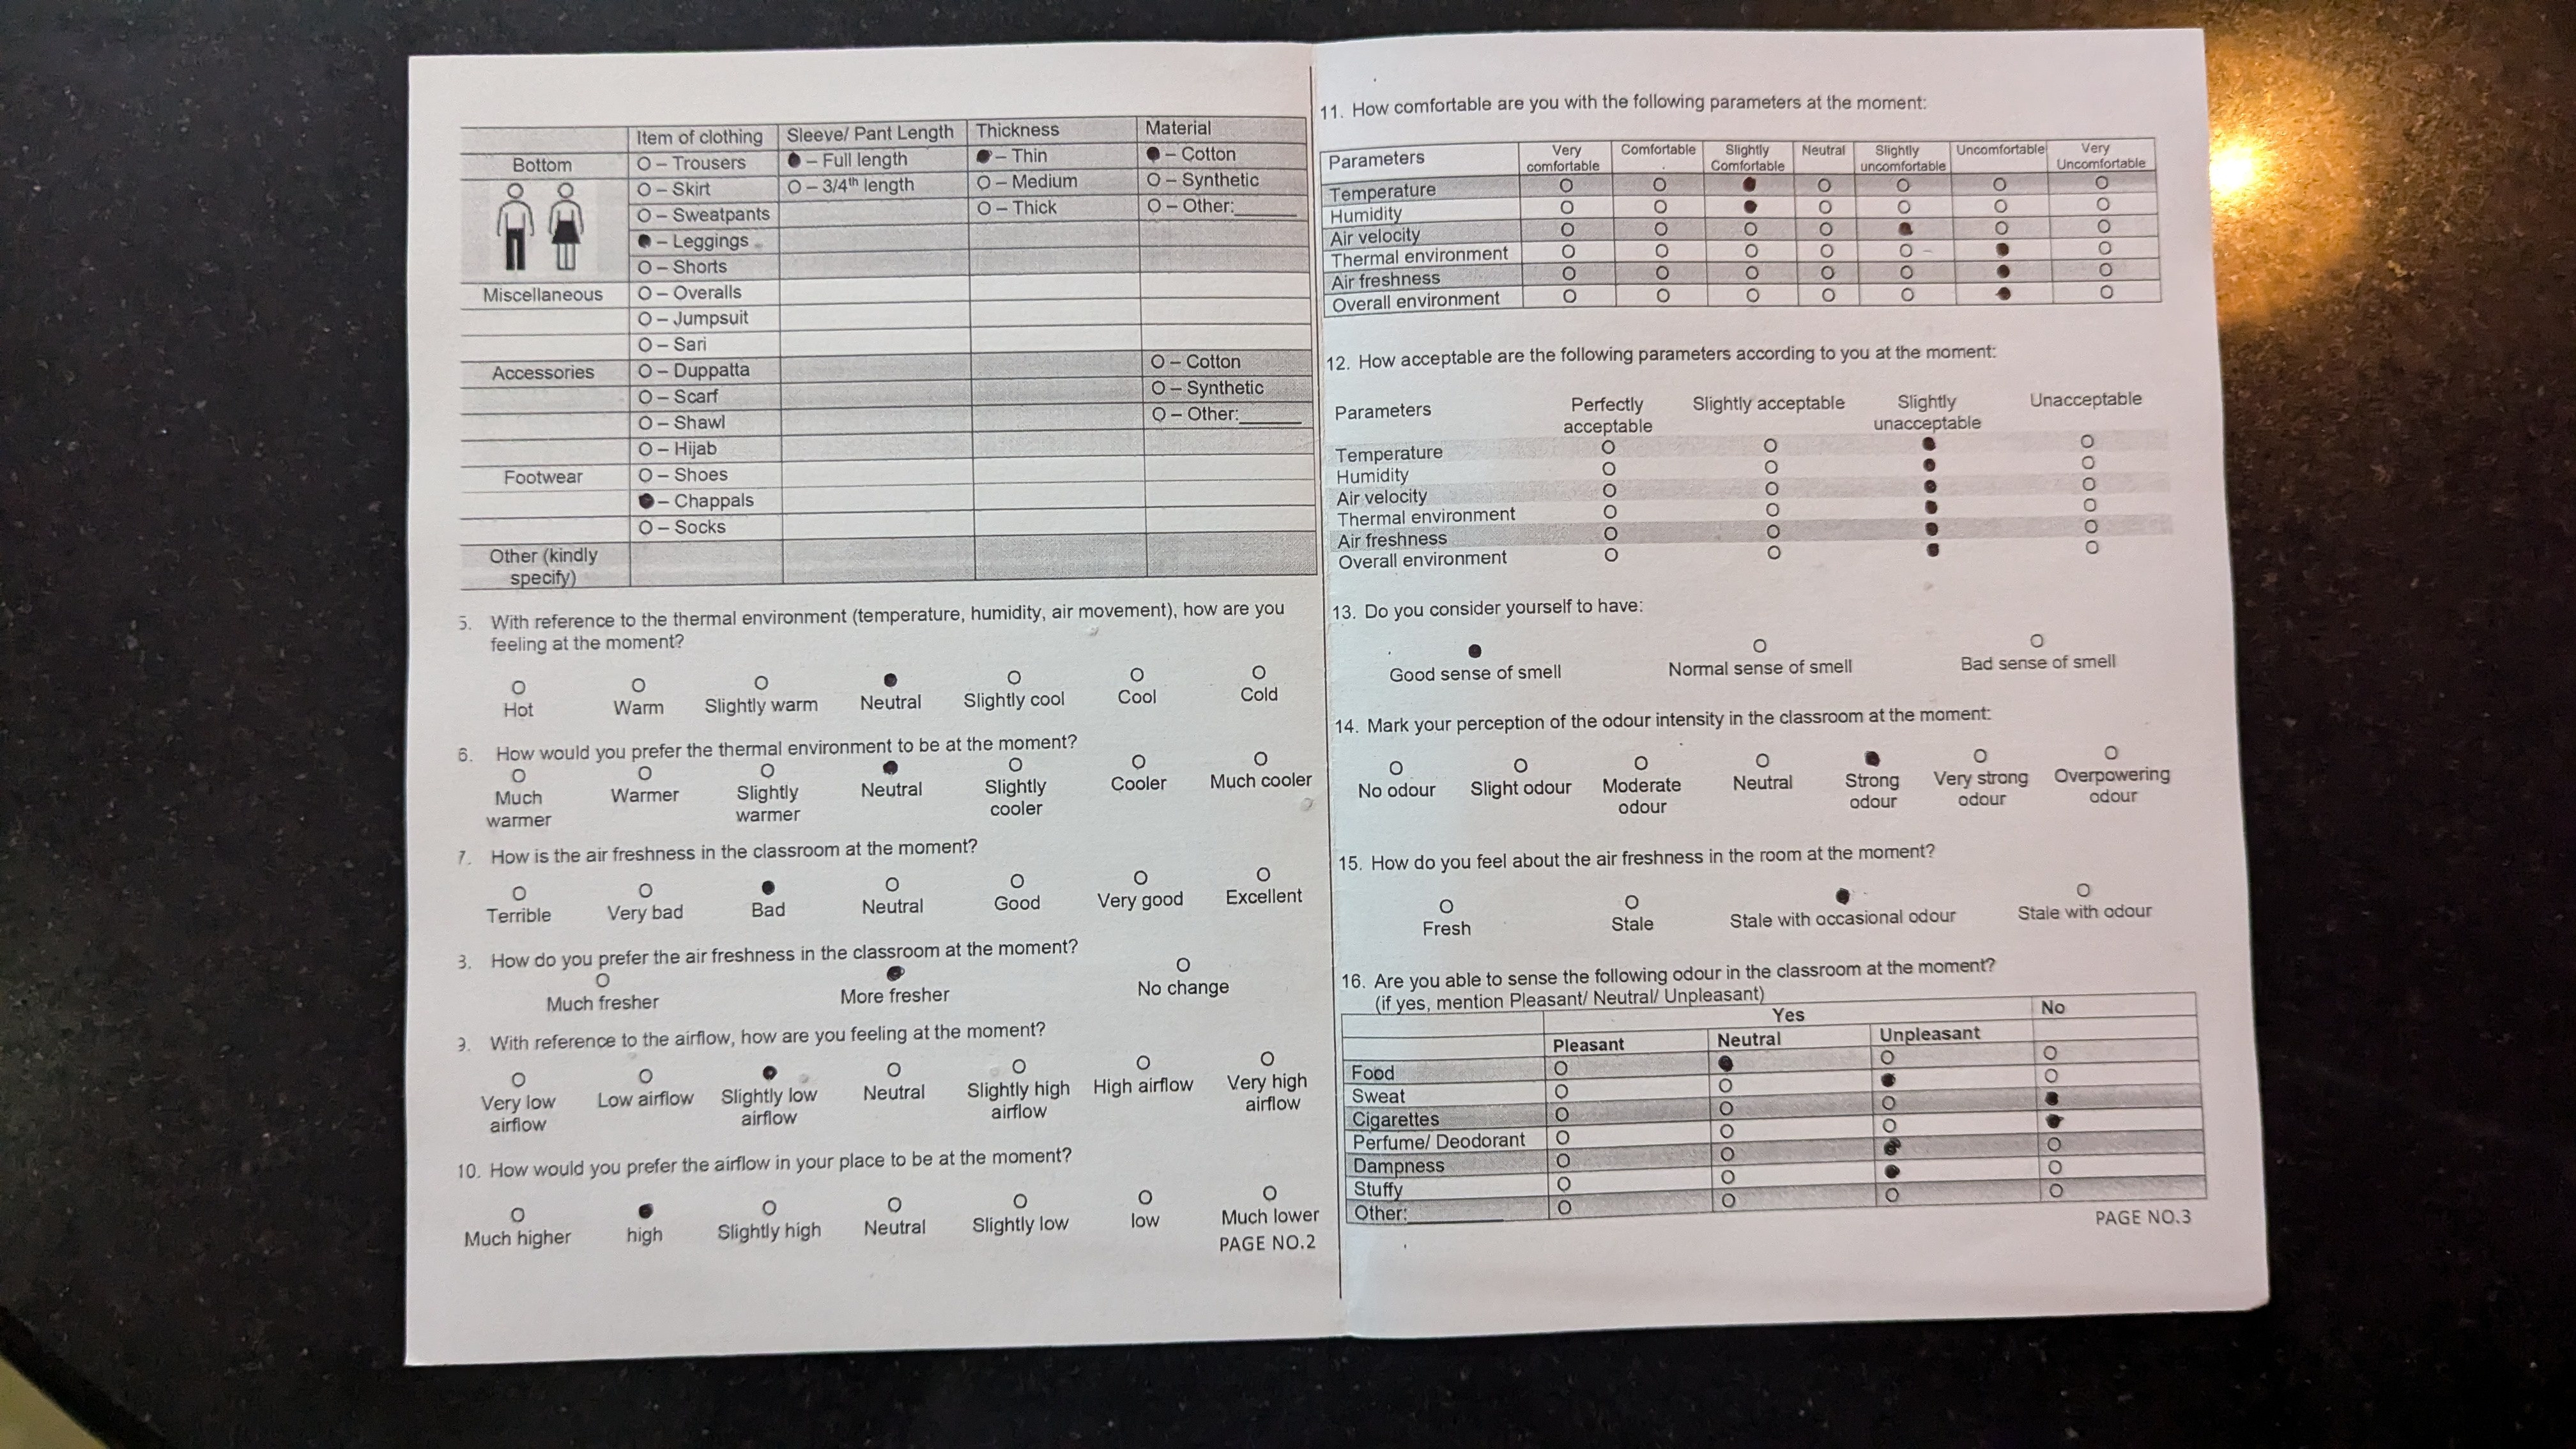 Item of clothing Sleeve/ Pant Length Thickness Material
Bottom O – Trousers ● – Full length ● – Thin ● – Cotton
O – Skirt O – 3/4th length O – Medium O – Synthetic
O – Sweatpants O – Thick O – Other:______
● – Leggings
O – Shorts
Miscellaneous O – Overalls
O – Jumpsuit
O – Sari
Accessories O – Duppatta O – Cotton
O – Scarf O – Synthetic
O – Shawl O – Other:______
O – Hijab
Footwear O – Shoes
● – Chappals
O – Socks
Other (kindly
specify)
5. With reference to the thermal environment (temperature, humidity, air movement), how are you
feeling at the moment?
O O O ● O O O
Hot Warm Slightly warm Neutral Slightly cool Cool Cold
6. How would you prefer the thermal environment to be at the moment?
O O O ● O O O
Much Warmer Slightly Neutral Slightly Cooler Much cooler
warmer warmer cooler
7. How is the air freshness in the classroom at the moment?
O O ● O O O O
Terrible Very bad Bad Neutral Good Very good Excellent
3. How do you prefer the air freshness in the classroom at the moment?
O ● O
Much fresher More fresher No change
9. With reference to the airflow, how are you feeling at the moment?
O O ● O O O O
Very low Low airflow Slightly low Neutral Slightly high High airflow Very high
airflow airflow airflow airflow
10. How would you prefer the airflow in your place to be at the moment?
O ● O O O O O
Much higher high Slightly high Neutral Slightly low low Much lower
PAGE NO.2
11. How comfortable are you with the following parameters at the moment:
Parameters Very Comfortable Slightly Neutral Slightly Uncomfortable Very
comfortable Comfortable uncomfortable Uncomfortable
Temperature O O ● O O O O
Humidity O O ● O O O O
Air velocity O O O O ● O O
Thermal environment O O O O O ● O
Air freshness O O O O O ● O
Overall environment O O O O O ● O
12. How acceptable are the following parameters according to you at the moment:
Parameters Perfectly Slightly acceptable Slightly Unacceptable
acceptable unacceptable
Temperature O O ● O
Humidity O O ● O
Air velocity O O ● O
Thermal environment O O ● O
Air freshness O O ● O
Overall environment O O ● O
13. Do you consider yourself to have:
● O O
Good sense of smell Normal sense of smell Bad sense of smell
14. Mark your perception of the odour intensity in the classroom at the moment:
O O O O ● O O
No odour Slight odour Moderate Neutral Strong Very strong Overpowering
odour odour odour odour
15. How do you feel about the air freshness in the room at the moment?
O O ● O
Fresh Stale Stale with occasional odour Stale with odour
16. Are you able to sense the following odour in the classroom at the moment?
(if yes, mention Pleasant/ Neutral/ Unpleasant)
Yes No
Pleasant Neutral Unpleasant
Food O ● O O
Sweat O O ● O
Cigarettes O O O ●
Perfume/ Deodorant O O O ●
Dampness O O ● O
Stuffy O O ● O
Other:__________ O O O O
PAGE NO.3